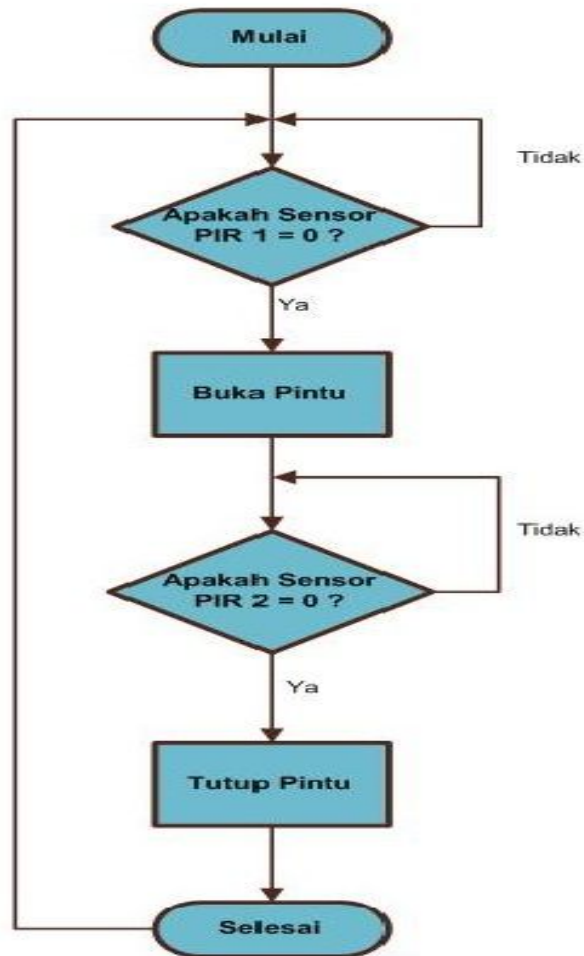 Mulai
Tidak
Apakah Sensor
PIR 1 = 0 ?
Ya
Buka Pintu
Tidak
Apakah Sensor
PIR 2 = 0 ?
Ya
Tutup Pintu
Selesai